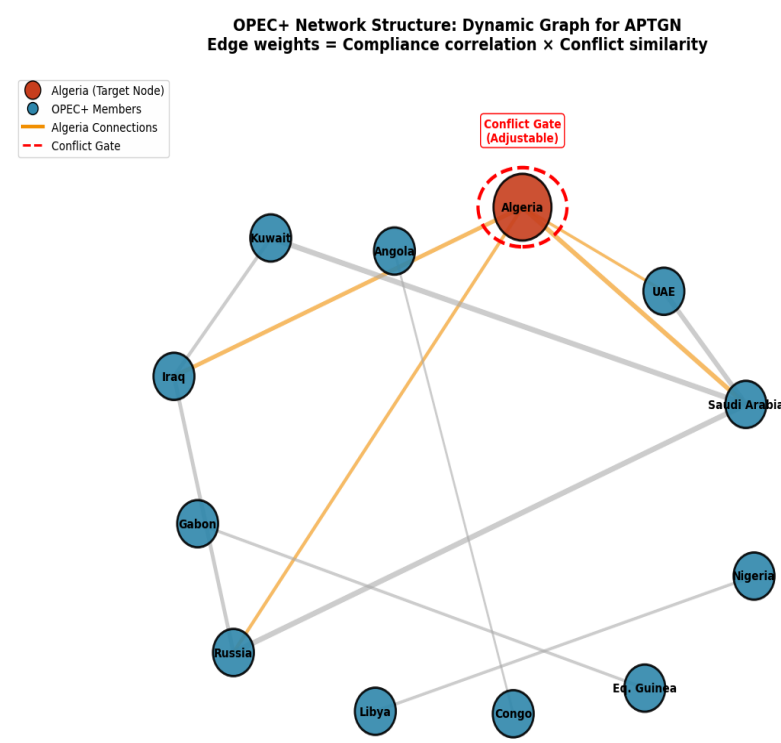 OPEC+ Network Structure: Dynamic Graph for APTGN
Edge weights = Compliance correlation × Conflict similarity
Algeria (Target Node)
OPEC+ Members
Algeria Connections
Conflict Gate
Conflict Gate
(Adjustable)
Algeria
Kuwait
Angola
UAE
Iraq
Saudi Arabia
Gabon
Nigeria
Russia
Eq. Guinea
Libya
Congo